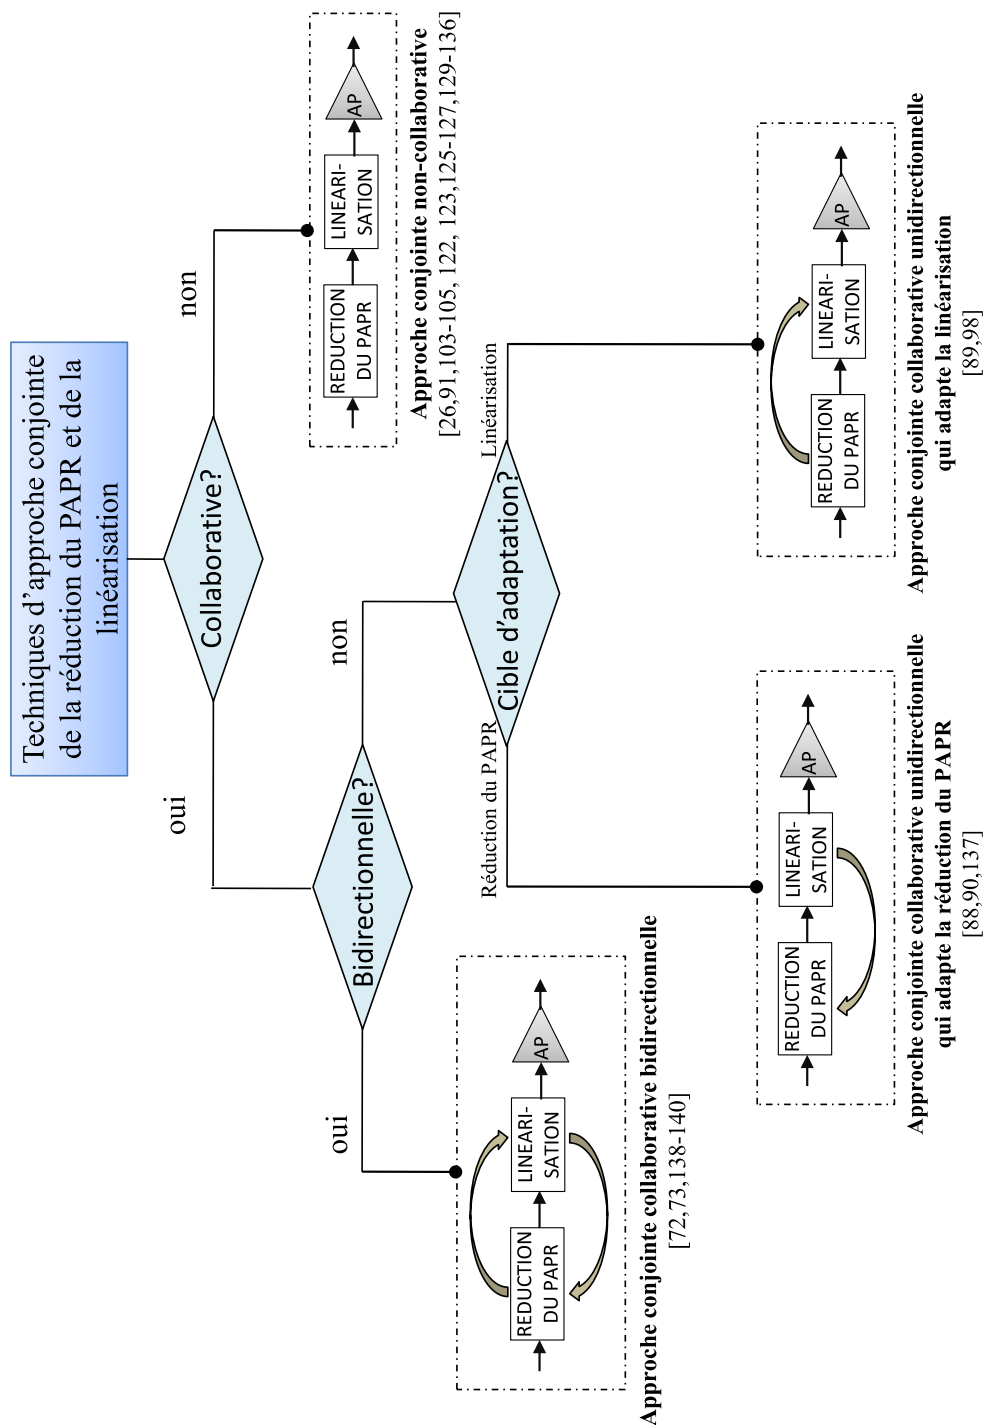 Techniques d'approche conjointe
de la réduction du PAPR et de la
linéarisation
oui
Collaborative?
non
REDUCTION
DU PAPR
LINEARI-
SATION
AP
Approche conjointe non-collaborative
[26,91,103-105, 122, 123,125-127,129-136]
oui
Bidirectionnelle?
non
REDUCTION
DU PAPR
LINEARI-
SATION
AP
Approche conjointe collaborative bidirectionnelle
[72,73,138-140]
Réduction du PAPR
Cible d'adaptation?
Linéarisation
REDUCTION
DU PAPR
LINEARI-
SATION
AP
Approche conjointe collaborative unidirectionnelle
qui adapte la réduction du PAPR
[88,90,137]
REDUCTION
DU PAPR
LINEARI-
SATION
AP
Approche conjointe collaborative unidirectionnelle
qui adapte la linéarisation
[89,98]